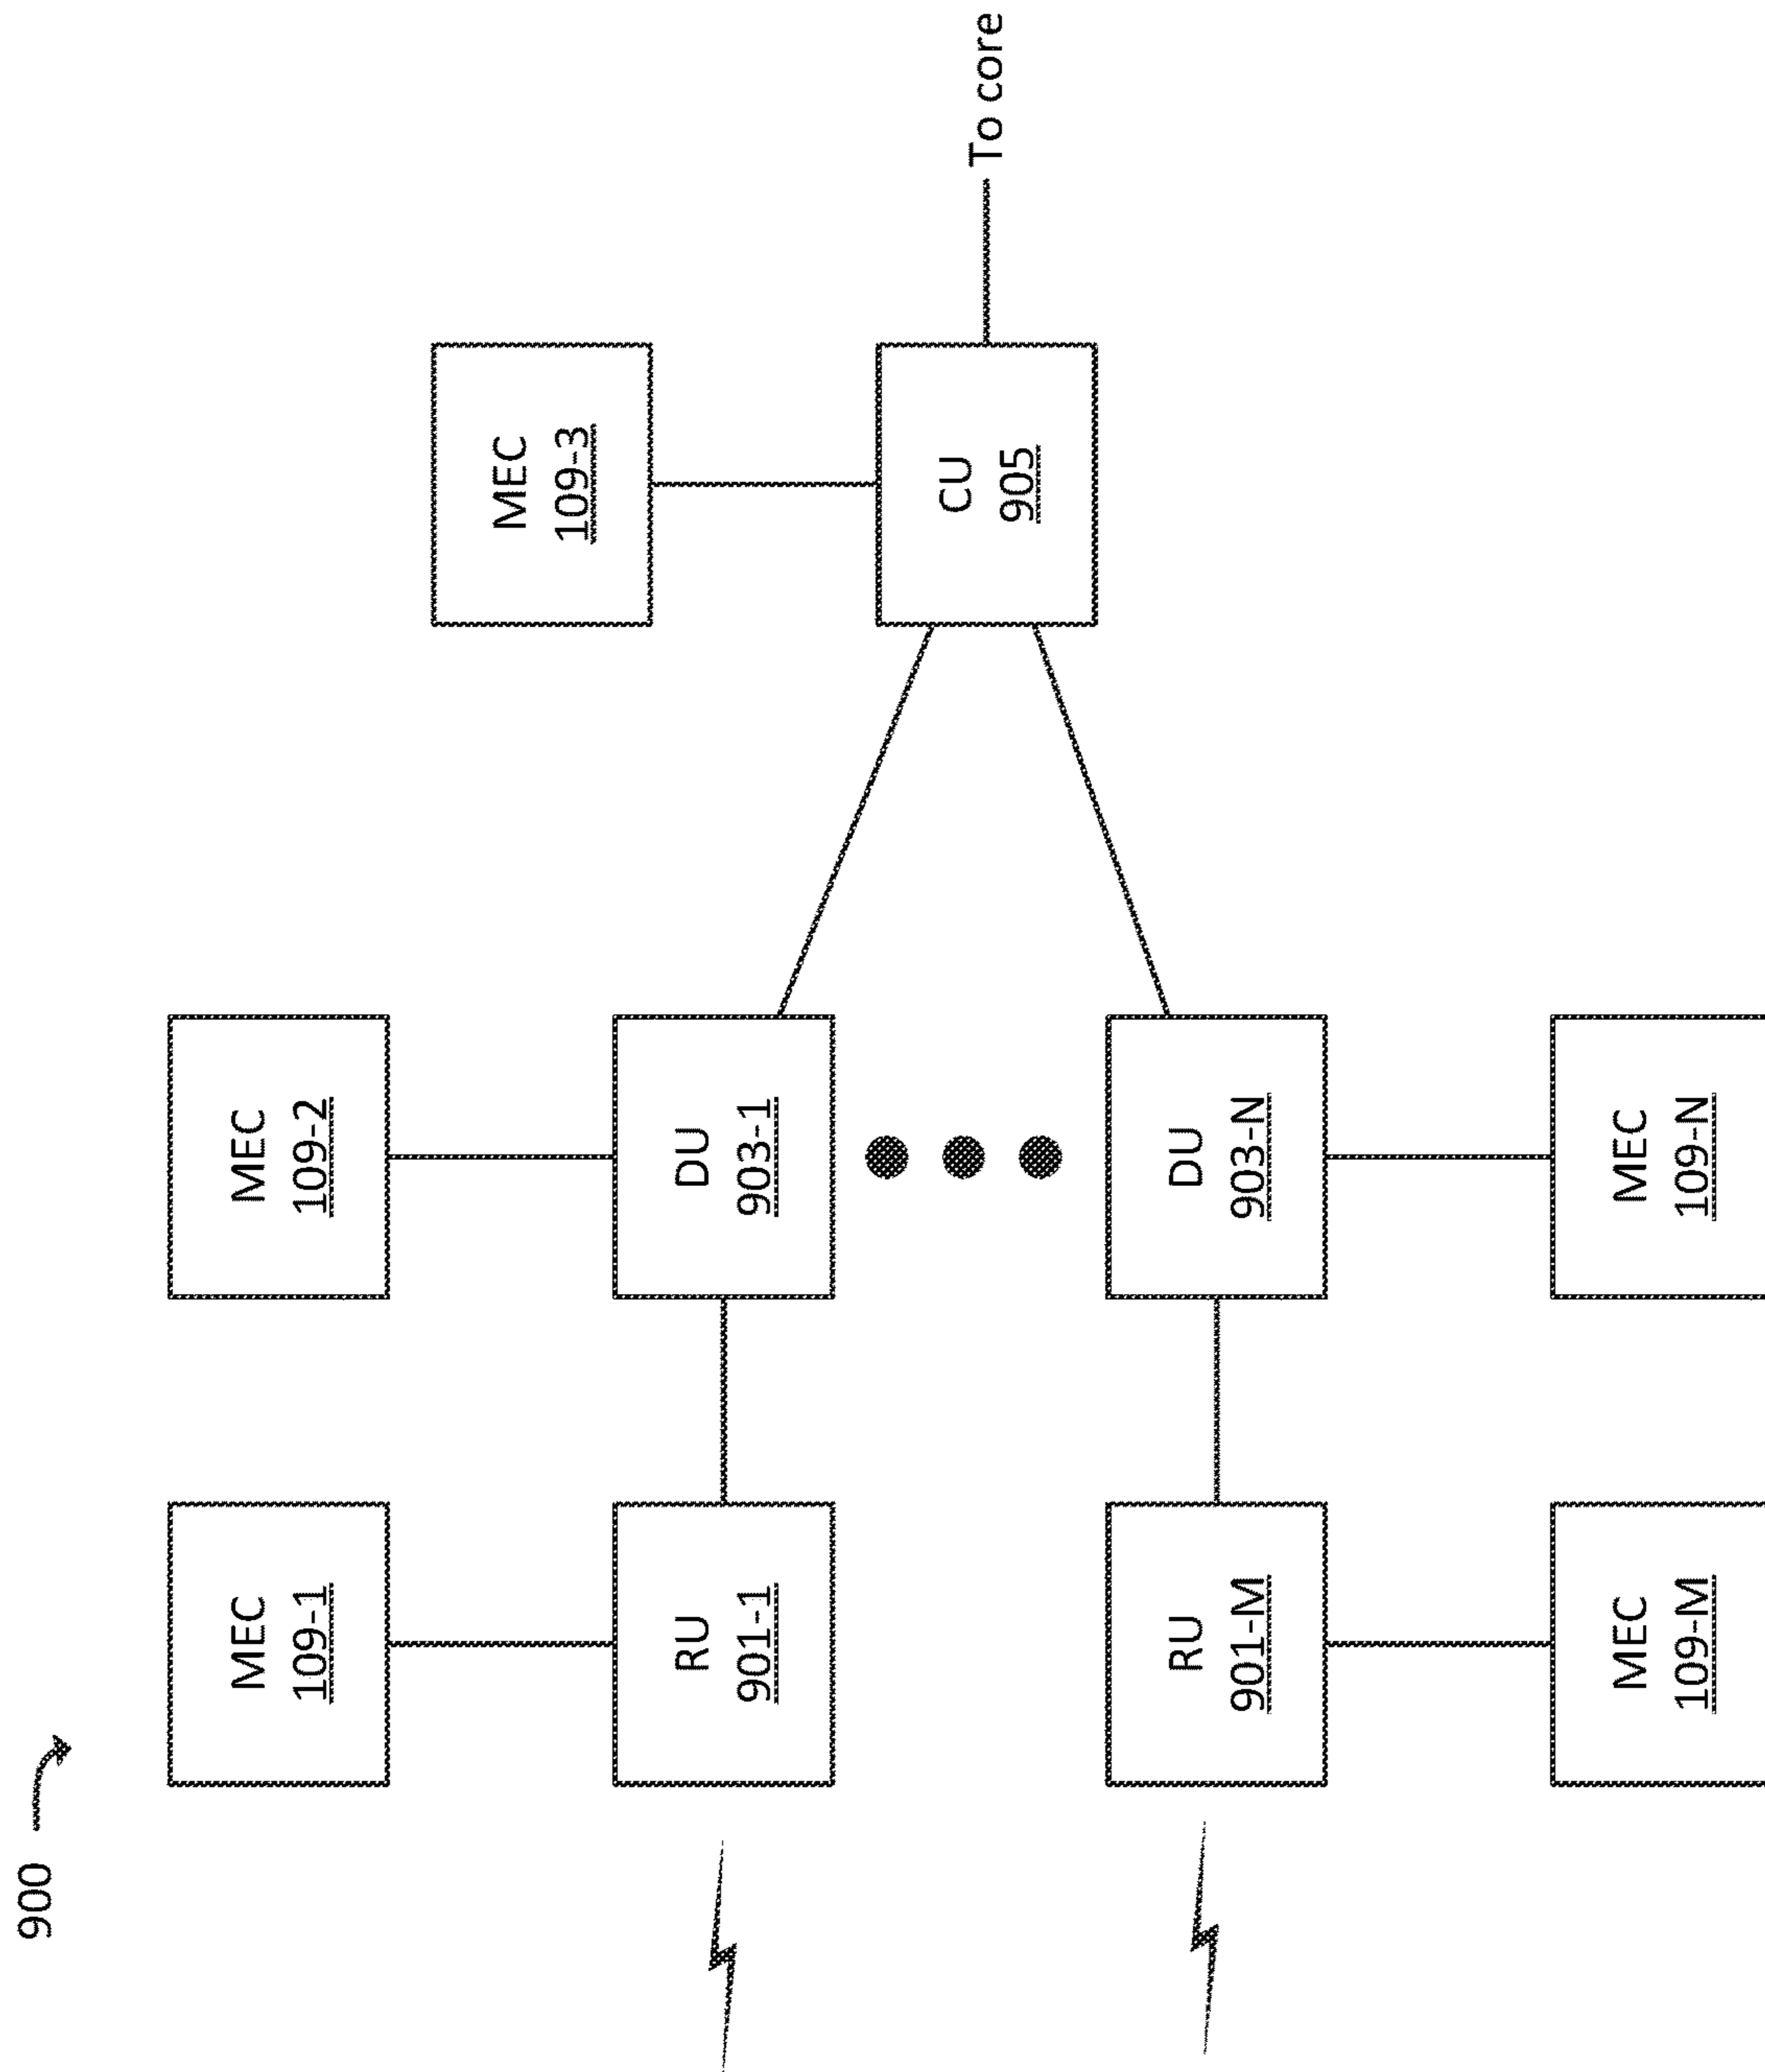 900
MEC
109-1
MEC
109-2
MEC
109-3
RU
901-1
DU
903-1
CU
905
To core
RU
901-M
DU
903-N
MEC
109-M
MEC
109-N